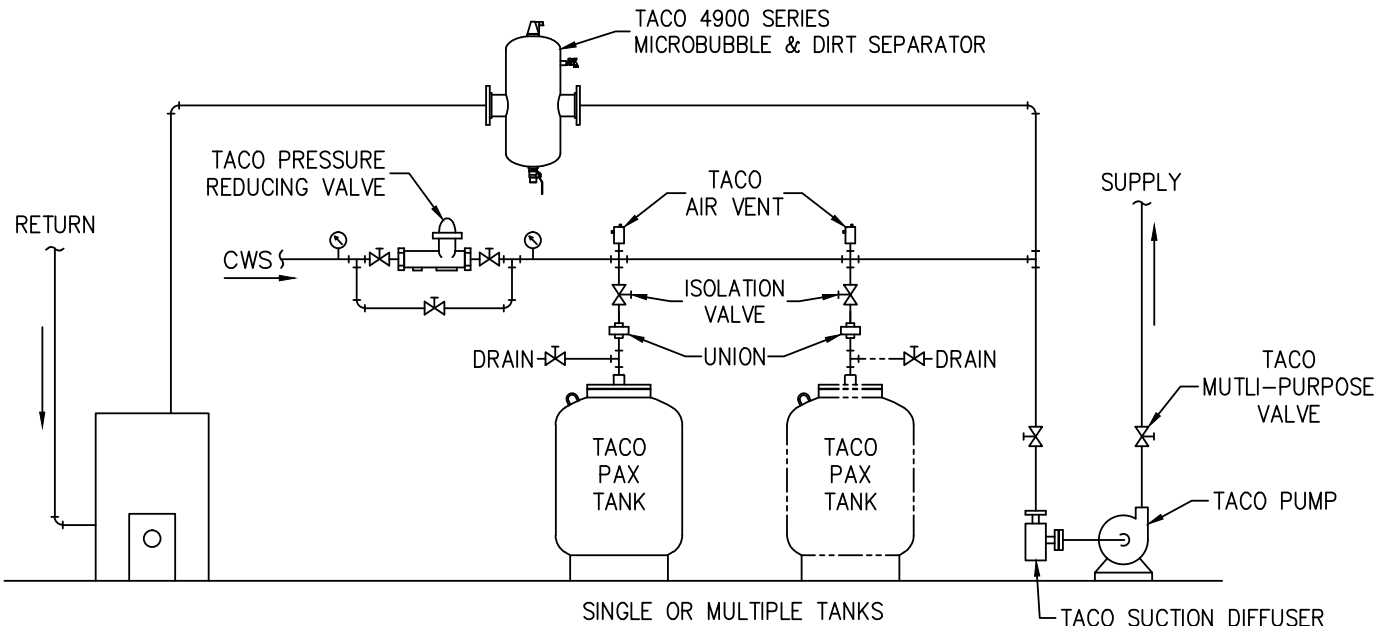 TACO 4900 SERIES
MICROBUBBLE & DIRT SEPARATOR
TACO PRESSURE
REDUCING VALVE
TACO
AIR VENT
SUPPLY
RETURN
CWS
ISOLATION
VALVE
DRAIN
UNION
DRAIN
TACO
MUTLI-PURPOSE
VALVE
TACO
PAX
TANK
TACO
PAX
TANK
TACO PUMP
SINGLE OR MULTIPLE TANKS
TACO SUCTION DIFFUSER